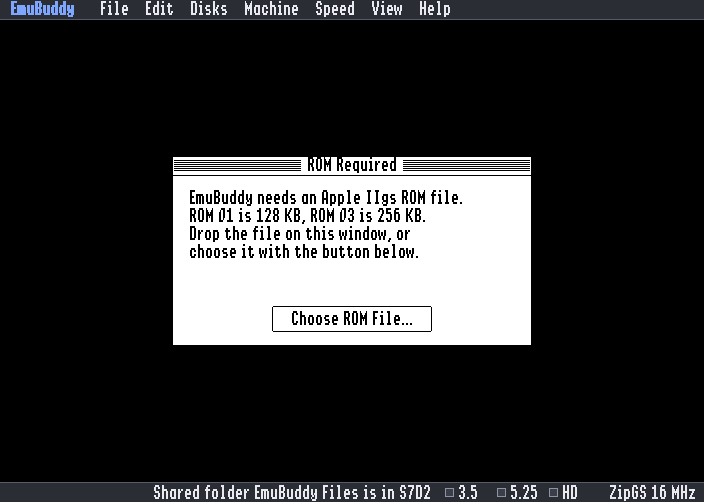 EmuBuddy File Edit Disks Machine Speed View Help
ROM Required
EmuBuddy needs an Apple IIgs ROM file.
ROM 01 is 128 KB, ROM 03 is 256 KB.
Drop the file on this window, or
choose it with the button below.
Choose ROM File...
Shared folder EmuBuddy Files is in S7D2 3.5 5.25 HD ZipGS 16 MHz